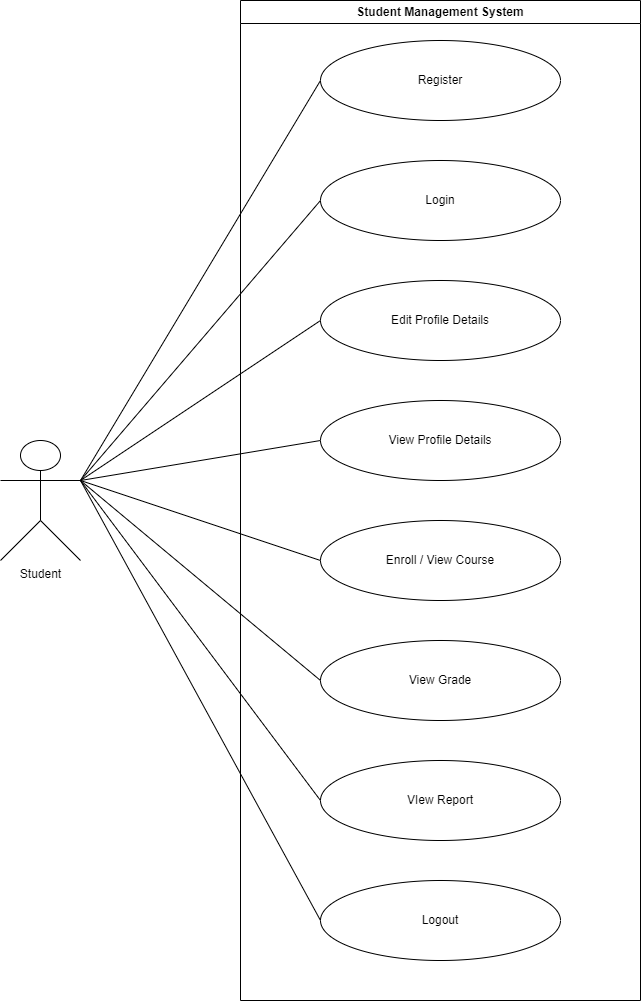 Student Management System
Register
Login
Edit Profile Details
View Profile Details
Enroll / View Course
Student
View Grade
VIew Report
Logout